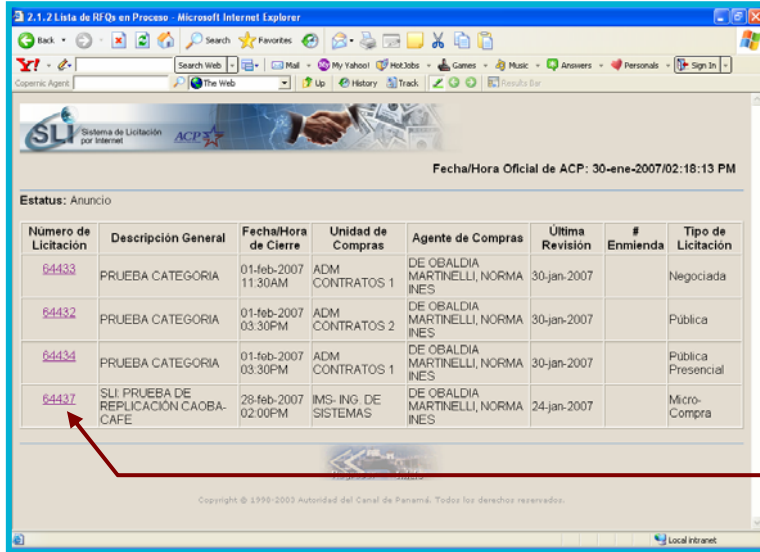 2.1.2 Lista de RFQs en Proceso - Microsoft Internet Explorer
Back Search Favorites
Search Web Mail My Yahoo! HotJobs Games Music Answers Personals Sign In
Copernic Agent The Web Up History Track Results Bar
SLI Sistema de Licitación por Internet ACP
Fecha/Hora Oficial de ACP: 30-ene-2007/02:18:13 PM
Estatus: Anuncio
Número de Licitación Descripción General Fecha/Hora de Cierre Unidad de Compras Agente de Compras Última Revisión # Enmienda Tipo de Licitación
64433 PRUEBA CATEGORIA 01-feb-2007 11:30AM ADM CONTRATOS 1 DE OBALDIA MARTINELLI, NORMA INES 30-jan-2007 Negociada
64432 PRUEBA CATEGORIA 01-feb-2007 03:30PM ADM CONTRATOS 2 DE OBALDIA MARTINELLI, NORMA INES 30-jan-2007 Pública
64434 PRUEBA CATEGORIA 01-feb-2007 03:30PM ADM CONTRATOS 1 DE OBALDIA MARTINELLI, NORMA INES 30-jan-2007 Pública Presencial
64437 SLI: PRUEBA DE REPLICACIÓN CAOBA-CAFE 28-feb-2007 02:00PM IMS- ING. DE SISTEMAS DE OBALDIA MARTINELLI, NORMA INES 24-jan-2007 Micro-Compra
Copyright © 1998-2003 Autoridad del Canal de Panamá. Todos los derechos reservados.
Local intranet